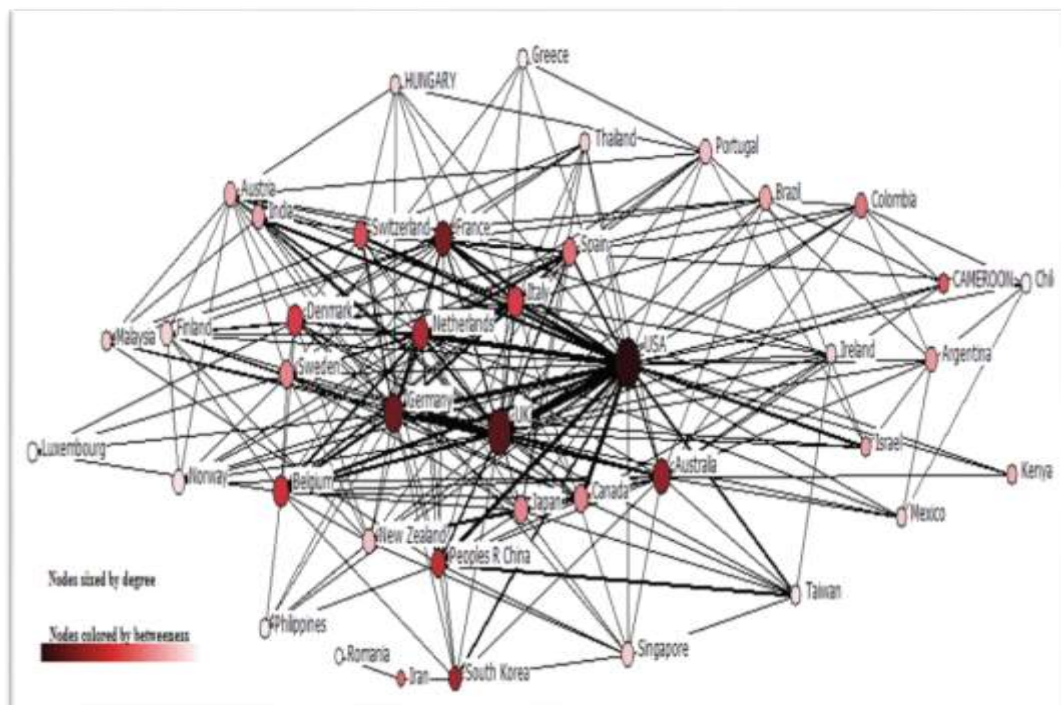 Greece
HUNGARY
Thailand
Portugal
Austria
India
Switzerland
France
Spain
Brazil
Colombia
CAMEROON
Chili
Italy
Denmark
Netherlands
Malaysia
Finland
Sweden
USA
Ireland
Argentina
Germany
UK
Luxembourg
Norway
Belgium
Australa
Israel
Kenya
Japan
Canada
Mexico
New Zealand
Peoples R China
Taiwan
Nodes sized by degree
Philippines
Nodes colored by betweeness
Romania
Iran
South Korea
Singapore